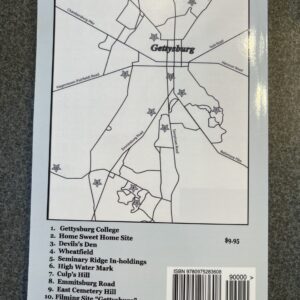 Gettysburg
1. Gettysburg College
2. Home Sweet Home Site
3. Devil's Den
4. Wheatfield
5. Seminary Ridge In-holdings
6. High Water Mark
7. Culp's Hill
8. Emmitsburg Road
9. East Cemetery Hill
10. Filming Site "Gettysburg"
$9.95
ISBN 9780975283608
90000